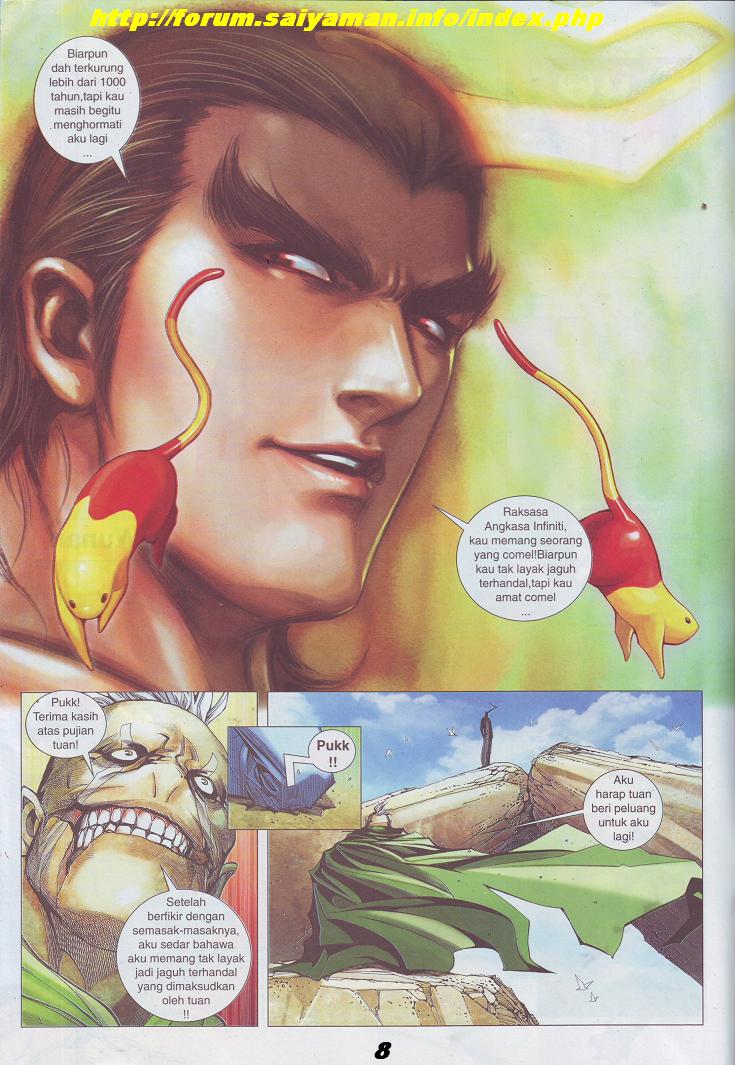 http://forum.saiyaman.info/index.php
Biarpun
dah terkurung
lebih dari 1000
tahun,tapi kau
masih begitu
menghormati
aku lagi
...
Raksasa
Angkasa Infiniti,
kau memang seorang
yang comel!Biarpun
kau tak layak jaguh
terhandal,tapi kau
amat comel
...
Pukk!
Terima kasih
atas pujian
tuan!
Setelah
berfikir dengan
semasak-masaknya,
aku sedar bahawa
aku memang tak layak
jadi jaguh terhandal
yang dimaksudkan
oleh tuan
!!
Pukk
!!
Aku
harap tuan
beri peluang
untuk aku
lagi!
8